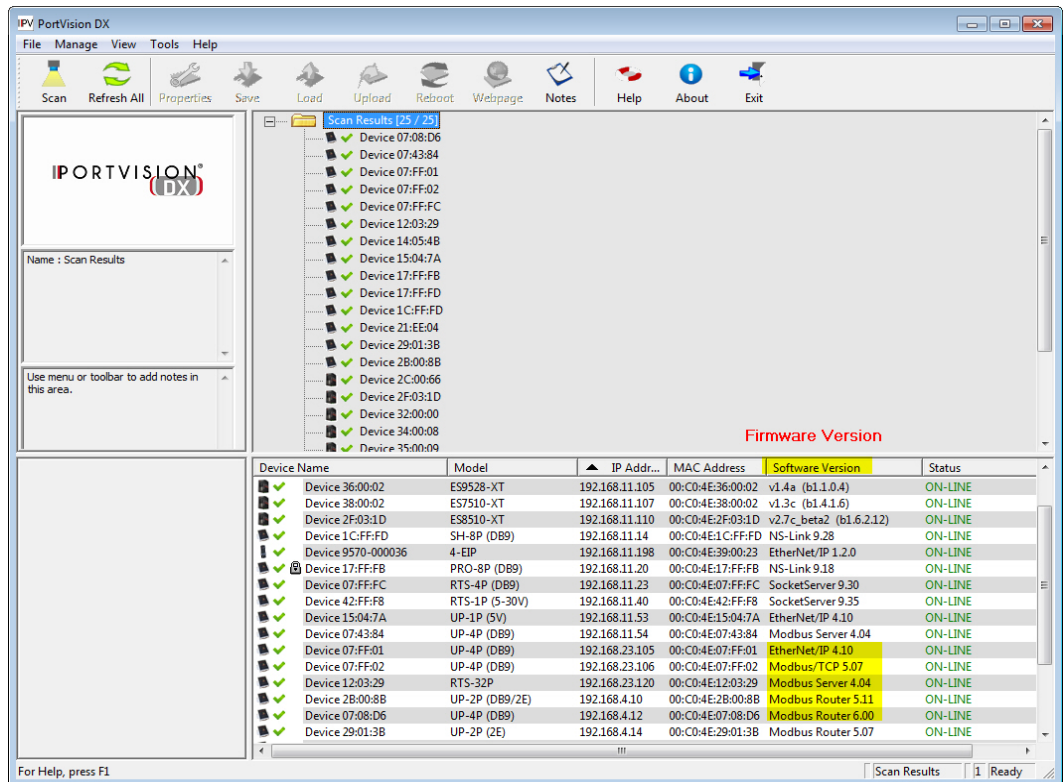 PortVision DX
File Manage View Tools Help
Scan Refresh All Properties Save Load Upload Reboot Webpage Notes Help About Exit
PORTVISION®
DX
Name : Scan Results
Use menu or toolbar to add notes in
this area.
Scan Results [25 / 25]
Device 07:08:D6
Device 07:43:84
Device 07:FF:01
Device 07:FF:02
Device 07:FF:FC
Device 12:03:29
Device 14:05:4B
Device 15:04:7A
Device 17:FF:FB
Device 17:FF:FD
Device 1C:FF:FD
Device 21:EE:04
Device 29:01:3B
Device 2B:00:8B
Device 2C:00:66
Device 2F:03:1D
Device 32:00:00
Device 34:00:08
Device 35:00:09
Firmware Version
Device Name Model IP Addr... MAC Address Software Version Status
Device 36:00:02 ES9528-XT 192.168.11.105 00:C0:4E:36:00:02 v1.4a (b1.1.0.4) ON-LINE
Device 38:00:02 ES7510-XT 192.168.11.107 00:C0:4E:38:00:02 v1.3c (b1.4.1.6) ON-LINE
Device 2F:03:1D ES8510-XT 192.168.11.110 00:C0:4E:2F:03:1D v2.7c_beta2 (b1.6.2.12) ON-LINE
Device 1C:FF:FD SH-8P (DB9) 192.168.11.14 00:C0:4E:1C:FF:FD NS-Link 9.28 ON-LINE
Device 9570-000036 4-EIP 192.168.11.198 00:C0:4E:39:00:23 EtherNet/IP 1.2.0 ON-LINE
Device 17:FF:FB PRO-8P (DB9) 192.168.11.20 00:C0:4E:17:FF:FB NS-Link 9.18 ON-LINE
Device 07:FF:FC RTS-4P (DB9) 192.168.11.23 00:C0:4E:07:FF:FC SocketServer 9.30 ON-LINE
Device 42:FF:F8 RTS-1P (5-30V) 192.168.11.40 00:C0:4E:42:FF:F8 SocketServer 9.35 ON-LINE
Device 15:04:7A UP-1P (5V) 192.168.11.53 00:C0:4E:15:04:7A EtherNet/IP 4.10 ON-LINE
Device 07:43:84 UP-4P (DB9) 192.168.11.54 00:C0:4E:07:43:84 Modbus Server 4.04 ON-LINE
Device 07:FF:01 UP-4P (DB9) 192.168.23.105 00:C0:4E:07:FF:01 EtherNet/IP 4.10 ON-LINE
Device 07:FF:02 UP-4P (DB9) 192.168.23.106 00:C0:4E:07:FF:02 Modbus/TCP 5.07 ON-LINE
Device 12:03:29 RTS-32P 192.168.23.120 00:C0:4E:12:03:29 Modbus Server 4.04 ON-LINE
Device 2B:00:8B UP-2P (DB9/2E) 192.168.4.10 00:C0:4E:2B:00:8B Modbus Router 5.11 ON-LINE
Device 07:08:D6 UP-4P (DB9) 192.168.4.12 00:C0:4E:07:08:D6 Modbus Router 6.00 ON-LINE
Device 29:01:3B UP-2P (2E) 192.168.4.14 00:C0:4E:29:01:3B Modbus Router 5.07 ON-LINE
For Help, press F1 Scan Results 1 Ready